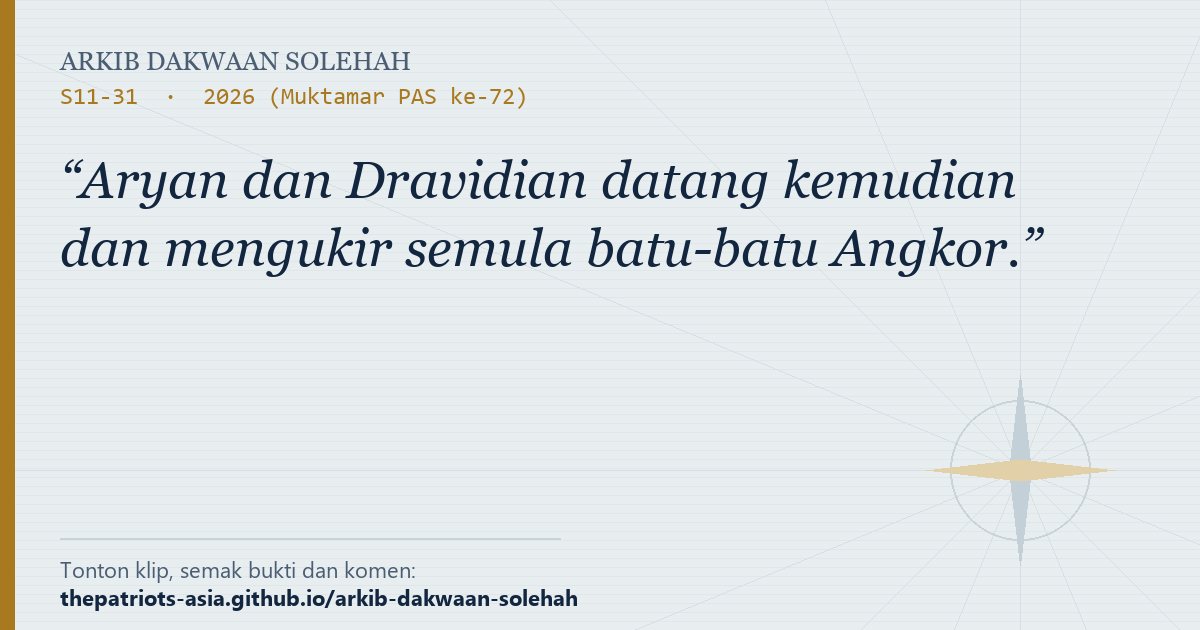 ARKIB DAKWAAN SOLEHAH
S11-31 · 2026 (Muktamar PAS ke-72)
“Aryan dan Dravidian datang kemudian
dan mengukir semula batu-batu Angkor.”
Tonton klip, semak bukti dan komen:
thepatriots-asia.github.io/arkib-dakwaan-solehah